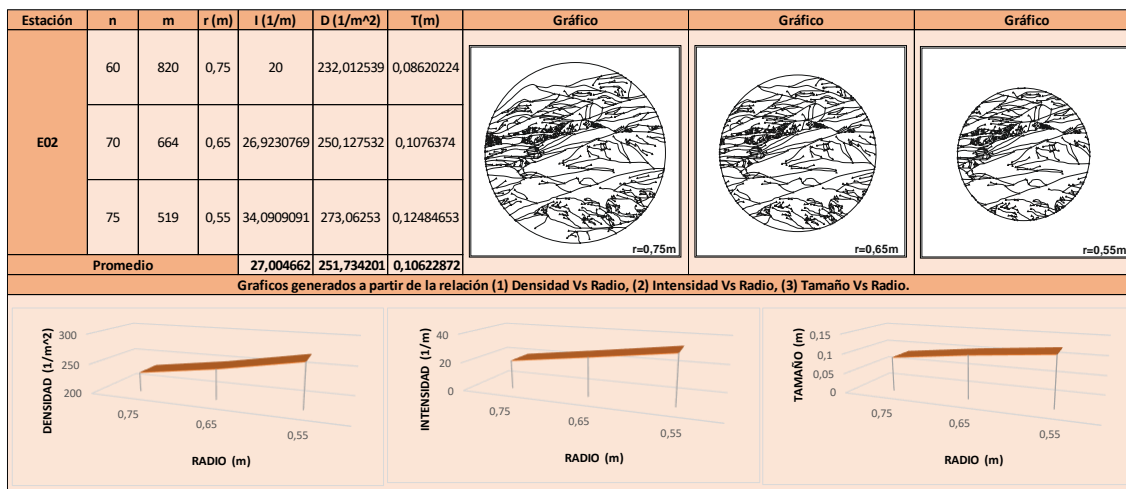 Estación n m r (m) I (1/m) D (1/m^2) T(m) Gráfico Gráfico Gráfico
E02
60 820 0,75 20 232,012539 0,08620224
70 664 0,65 26,9230769 250,127532 0,1076374
75 519 0,55 34,0909091 273,06253 0,12484653
r=0,75m
r=0,65m
r=0,55m
Promedio 27,004662 251,734201 0,10622872
Graficos generados a partir de la relación (1) Densidad Vs Radio, (2) Intensidad Vs Radio, (3) Tamaño Vs Radio.
DENSIDAD (1/m^2)
300
250
200
0,75
0,65
0,55
RADIO (m)
INTENSIDAD (1/m)
40
20
0
0,75
0,65
0,55
RADIO (m)
TAMAÑO (m)
0,15
0,1
0,05
0
0,75
0,65
0,55
RADIO (m)